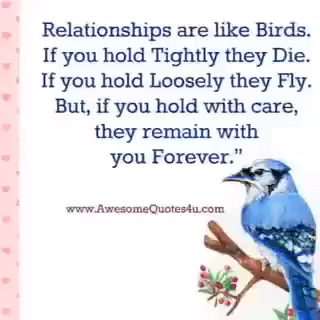 Relationships are like Birds.
If you hold Tightly they Die.
If you hold Loosely they Fly.
But, if you hold with care,
they remain with
you Forever.”
www.AwesomeQuotes4u.com